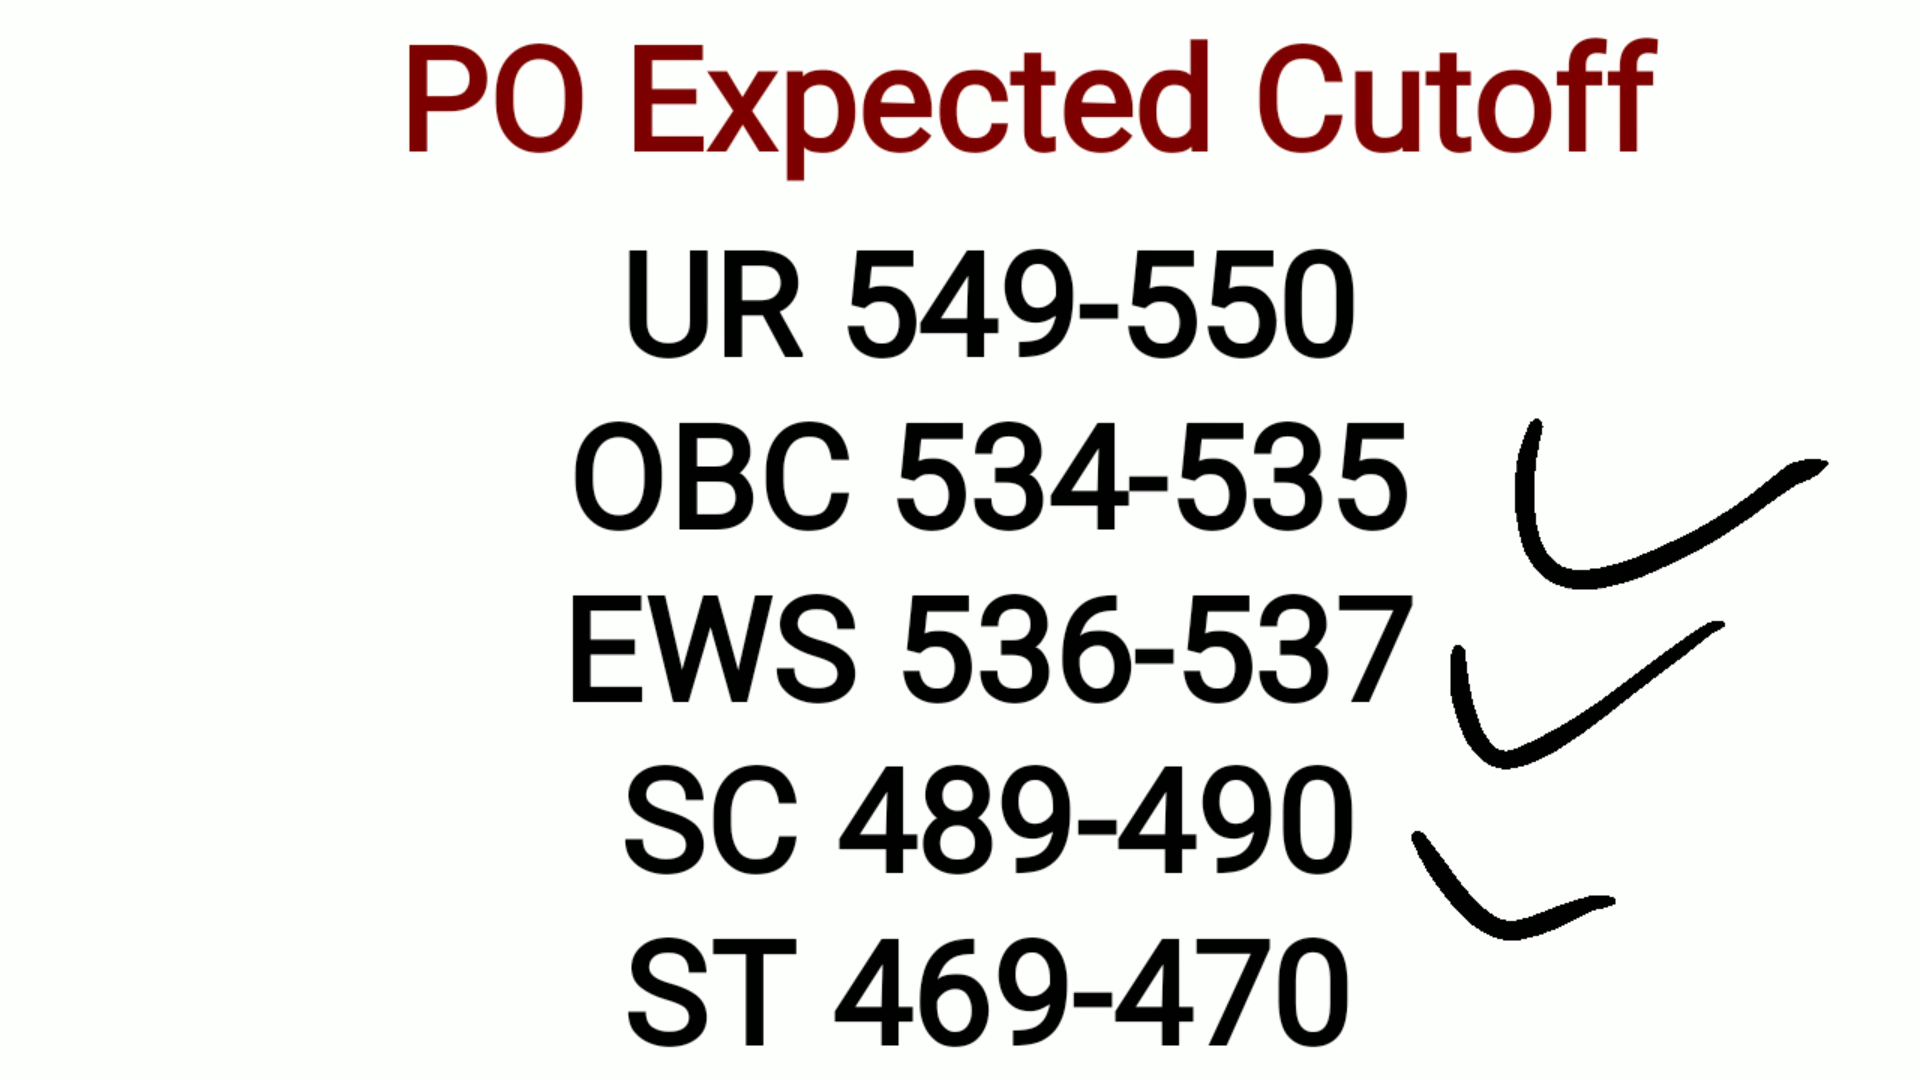 PO Expected Cutoff
UR 549-550
OBC 534-535
EWS 536-537
SC 489-490
ST 469-470